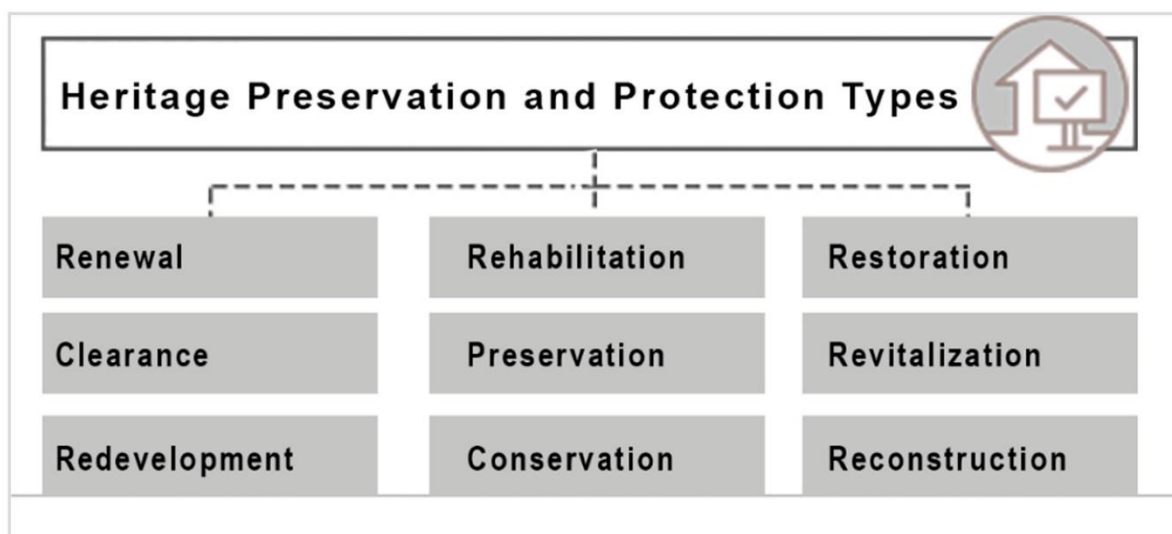 Heritage Preservation and Protection Types
Renewal
Rehabilitation
Restoration
Clearance
Preservation
Revitalization
Redevelopment
Conservation
Reconstruction